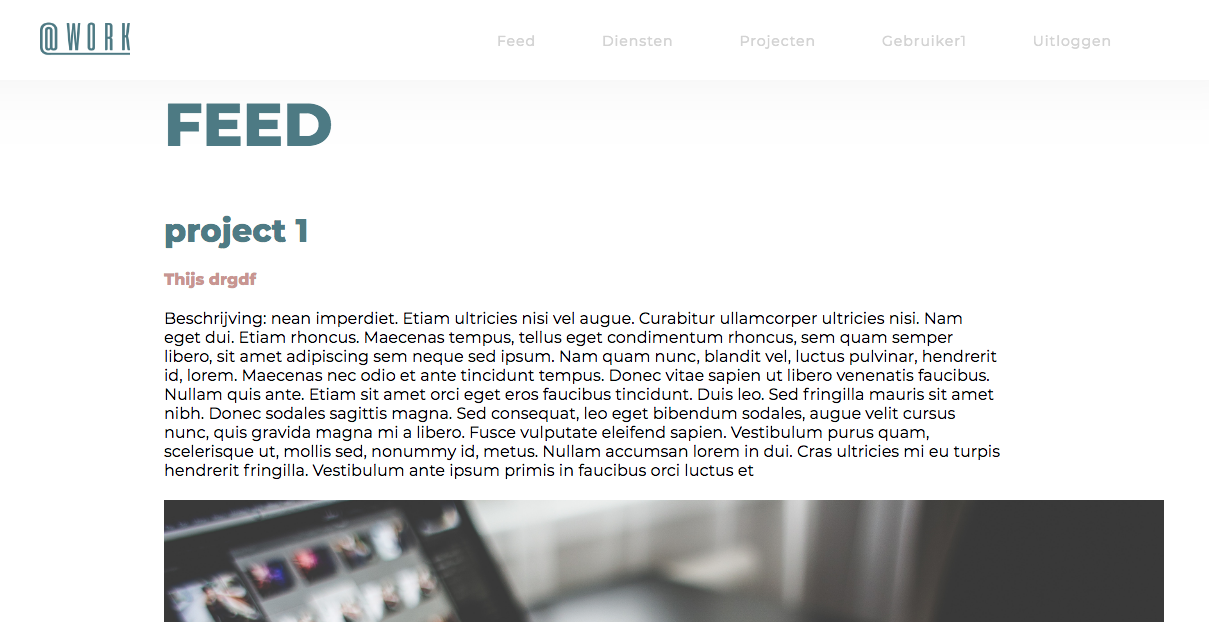 @WORK
Feed Diensten Projecten Gebruiker1 Uitloggen
FEED
project 1
Thijs drgdf
Beschrijving: nean imperdiet. Etiam ultricies nisi vel augue. Curabitur ullamcorper ultricies nisi. Nam
eget dui. Etiam rhoncus. Maecenas tempus, tellus eget condimentum rhoncus, sem quam semper
libero, sit amet adipiscing sem neque sed ipsum. Nam quam nunc, blandit vel, luctus pulvinar, hendrerit
id, lorem. Maecenas nec odio et ante tincidunt tempus. Donec vitae sapien ut libero venenatis faucibus.
Nullam quis ante. Etiam sit amet orci eget eros faucibus tincidunt. Duis leo. Sed fringilla mauris sit amet
nibh. Donec sodales sagittis magna. Sed consequat, leo eget bibendum sodales, augue velit cursus
nunc, quis gravida magna mi a libero. Fusce vulputate eleifend sapien. Vestibulum purus quam,
scelerisque ut, mollis sed, nonummy id, metus. Nullam accumsan lorem in dui. Cras ultricies mi eu turpis
hendrerit fringilla. Vestibulum ante ipsum primis in faucibus orci luctus et